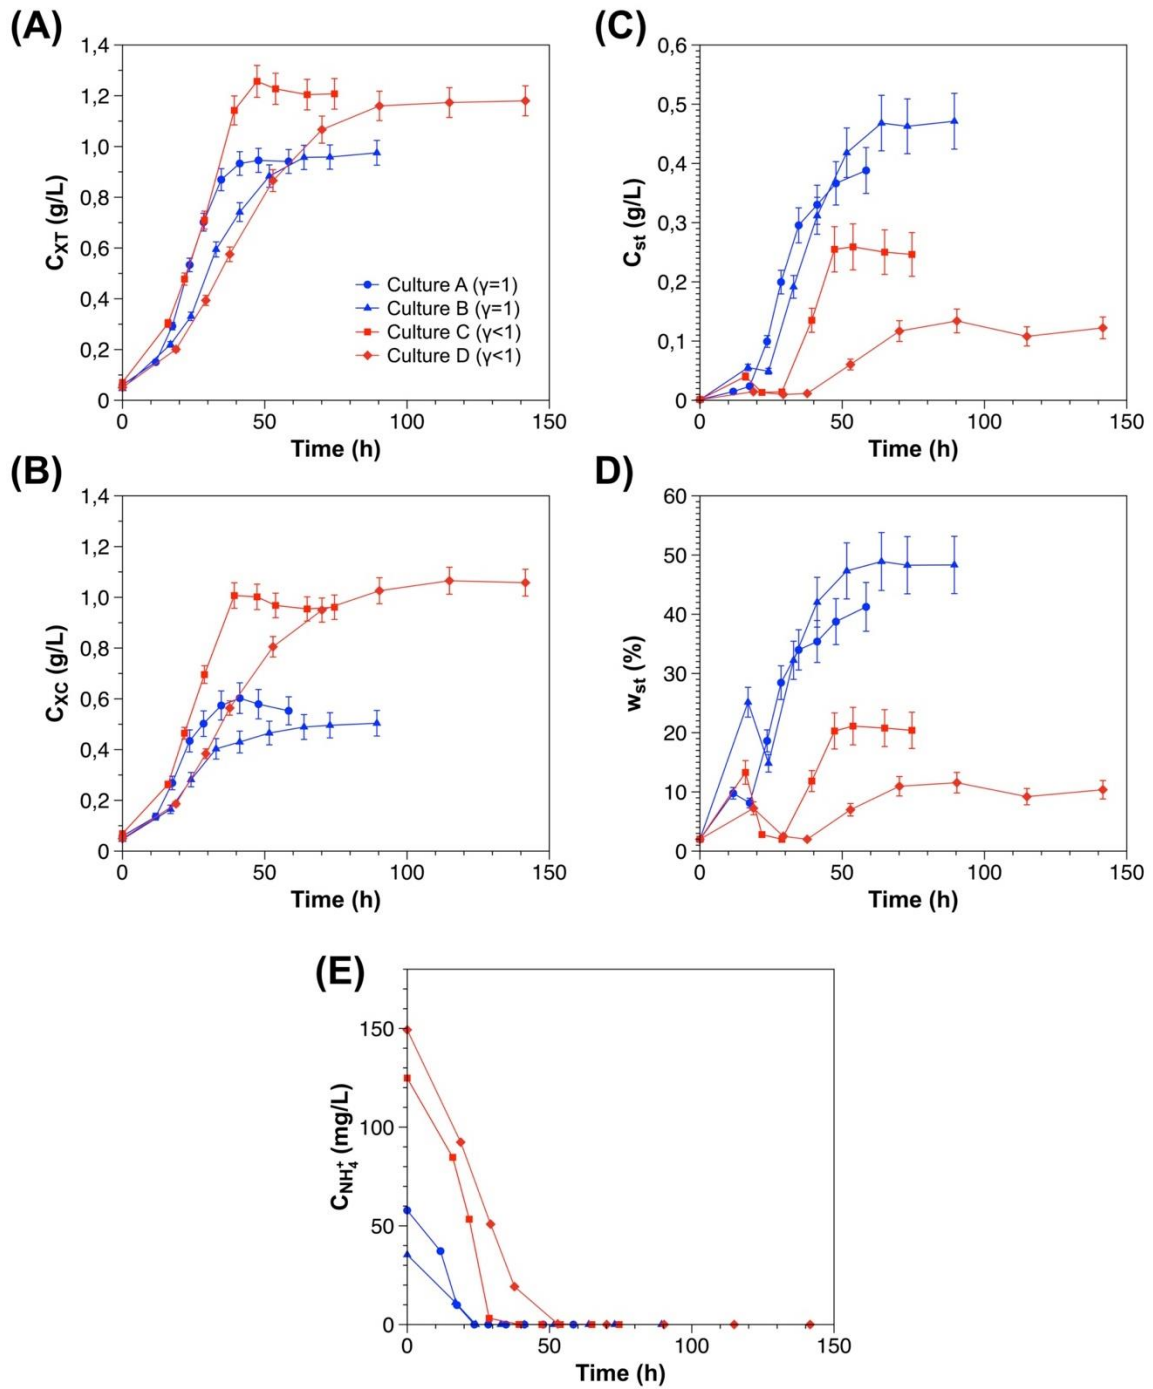 (A)
1,4
1,2
1,0
0,8
0,6
0,4
0,2
0
C_XT (g/L)
Culture A (γ=1)
Culture B (γ=1)
Culture C (γ<1)
Culture D (γ<1)
0 50 100 150
Time (h)
(C)
0,6
0,5
0,4
0,3
0,2
0,1
0
C_st (g/L)
0 50 100 150
Time (h)
(B)
1,4
1,2
1,0
0,8
0,6
0,4
0,2
0
C_XC (g/L)
0 50 100 150
Time (h)
(D)
60
50
40
30
20
10
0
w_st (%)
0 50 100 150
Time (h)
(E)
150
100
50
0
C_NH₄⁺ (mg/L)
0 50 100 150
Time (h)